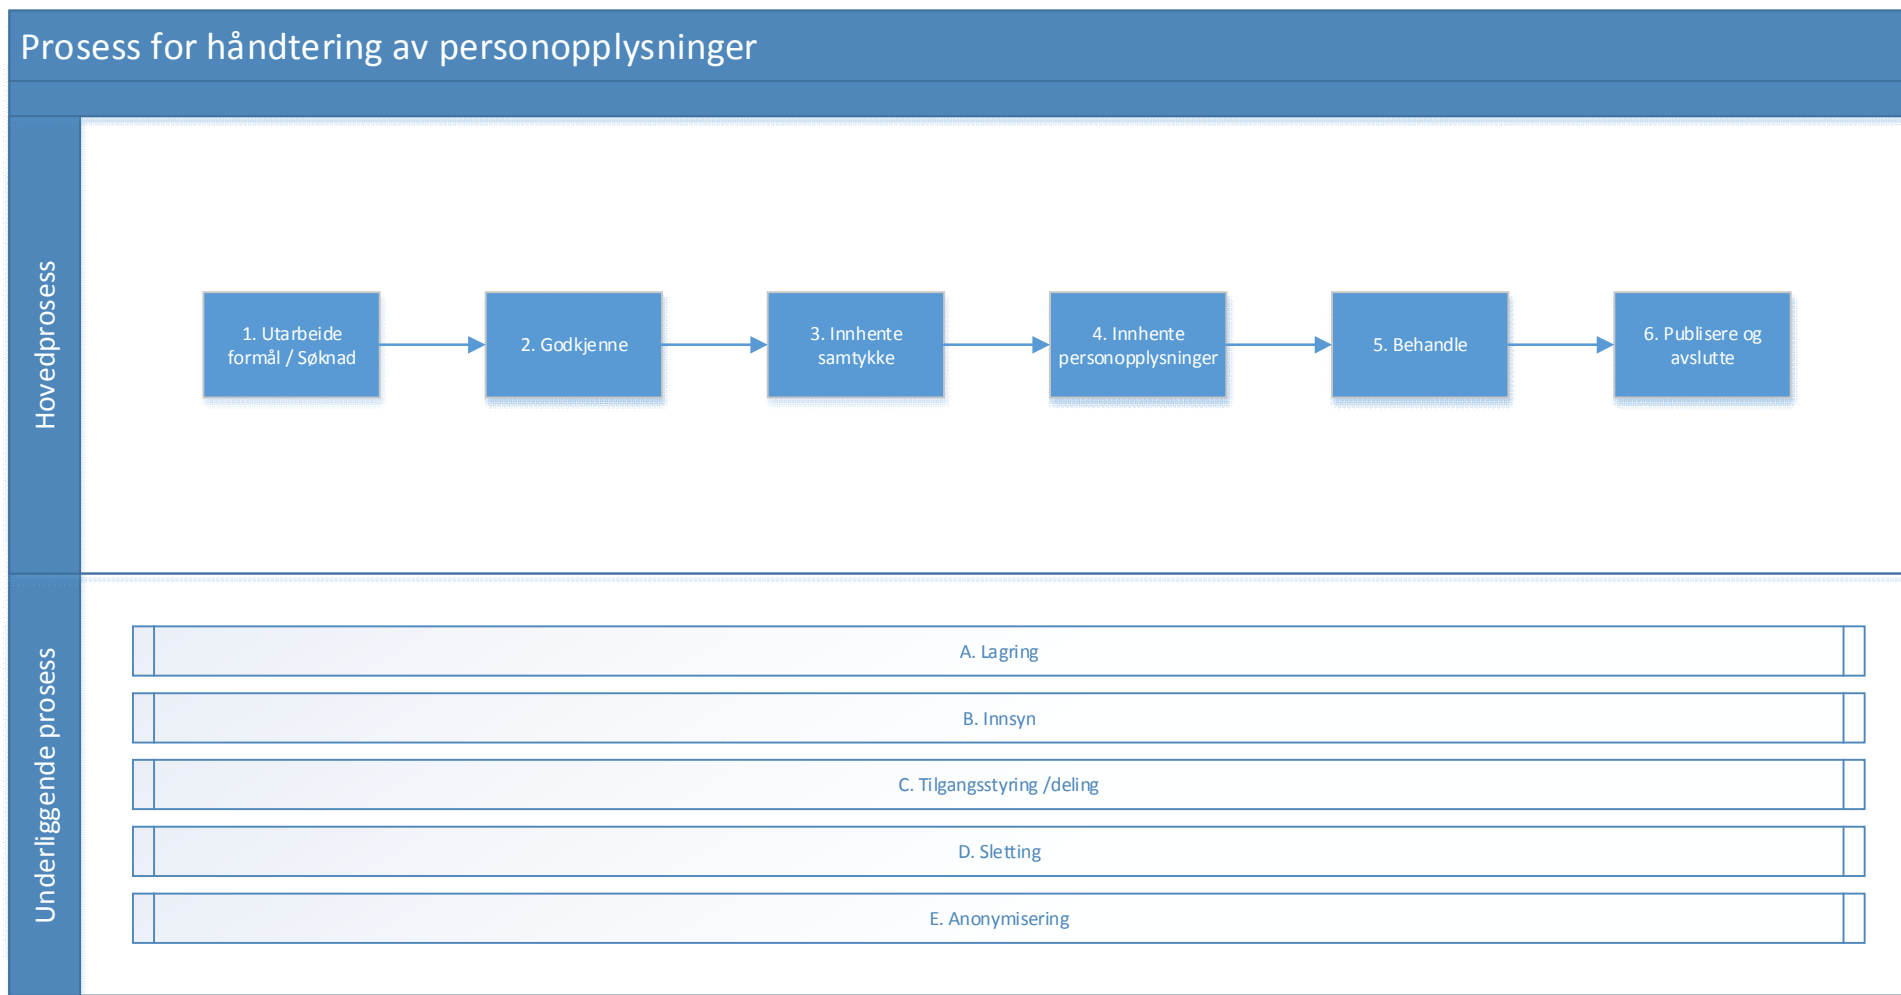 Prosess for håndtering av personopplysninger
Hovedprosess
1. Utarbeide
formål / Søknad
2. Godkjenne
3. Innhente
samtykke
4. Innhente
personopplysninger
5. Behandle
6. Publisere og
avslutte
Underliggende prosess
A. Lagring
B. Innsyn
C. Tilgangsstyring /deling
D. Sletting
E. Anonymisering